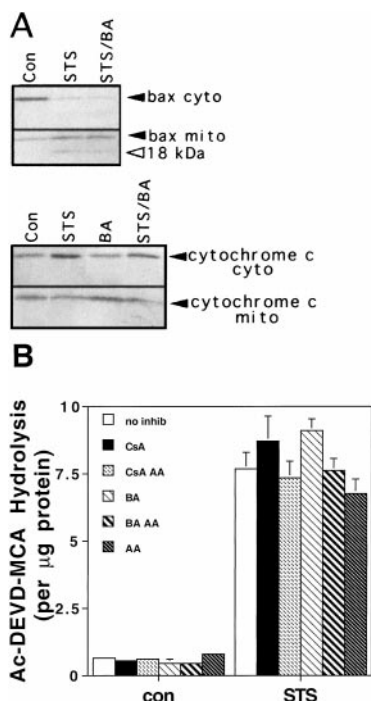 A
Con
STS
STS/BA
bax cyto
bax mito
18 kDa
Con
STS
BA
STS/BA
cytochrome c
cyto
cytochrome c
mito
B
Ac-DEVD-MCA Hydrolysis
(per µg protein)
10
7.5
5
2.5
0
no inhib
CsA
CsA AA
BA
BA AA
AA
con
STS